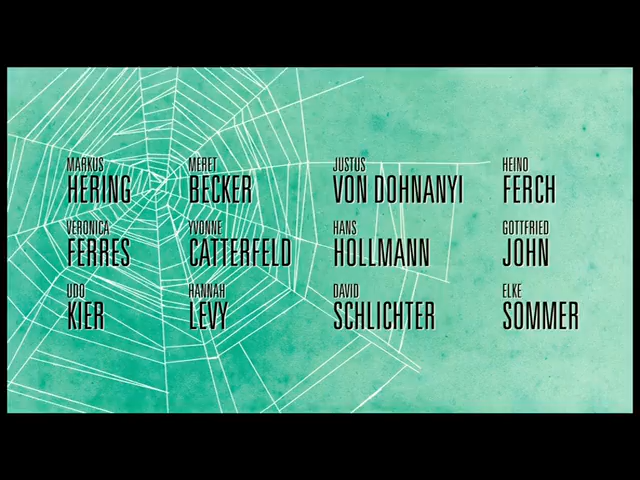 MARKUS MERET JUSTUS HEINO
HERING BECKER VON DOHNANYI FERCH
VERONICA YVONNE HANS GOTTFRIED
FERRES CATTERFELD HOLLMANN JOHN
UDO HANNAH DAVID ELKE
KIER LEVY SCHLICHTER SOMMER